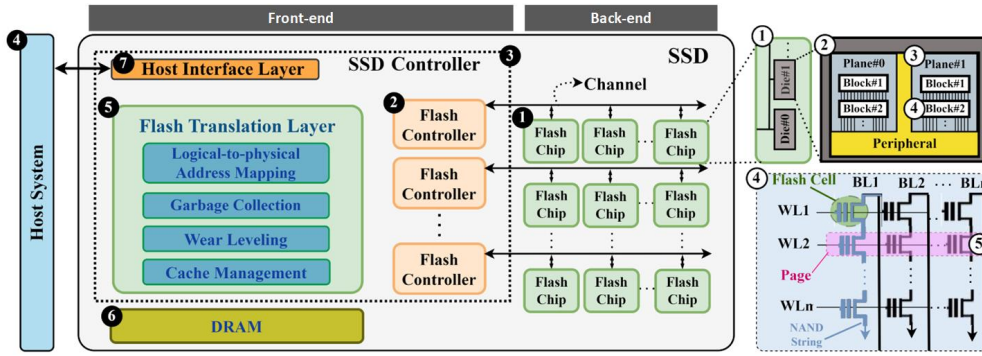 Front-end
Back-end
4
Host System
SSD
3
SSD Controller
7
Host Interface Layer
5
Flash Translation Layer
Logical-to-physical
Address Mapping
Garbage Collection
Wear Leveling
Cache Management
6
DRAM
2
Flash
Controller
Flash
Controller
Flash
Controller
Channel
1
Flash
Chip
Flash
Chip
Flash
Chip
Flash
Chip
Flash
Chip
Flash
Chip
Flash
Chip
Flash
Chip
Flash
Chip
1
Die#1
Die#0
2
3
Plane#0
Plane#1
Block#1
Block#1
Block#2
4
Block#2
Peripheral
4
Flash Cell
BL1
BL2
WL1
WL2
5
Page
WLn
NAND
String